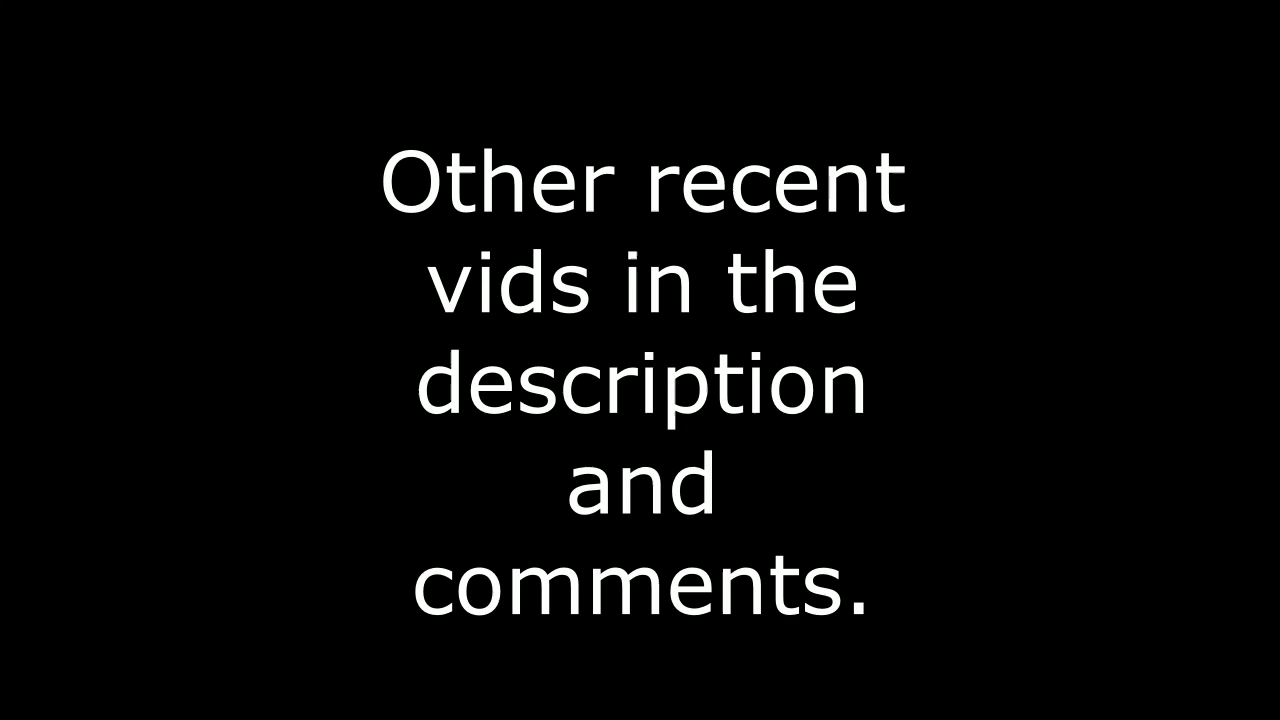 Other recent
vids in the
description
and
comments.